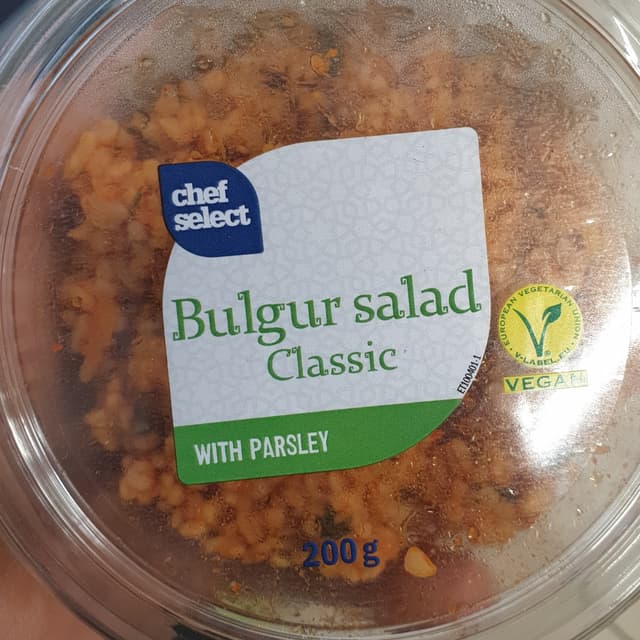 chef
select
Bulgur salad
Classic
WITH PARSLEY
EUROPEAN VEGETARIAN UNION
V-LABEL.EU
VEGAN
200g